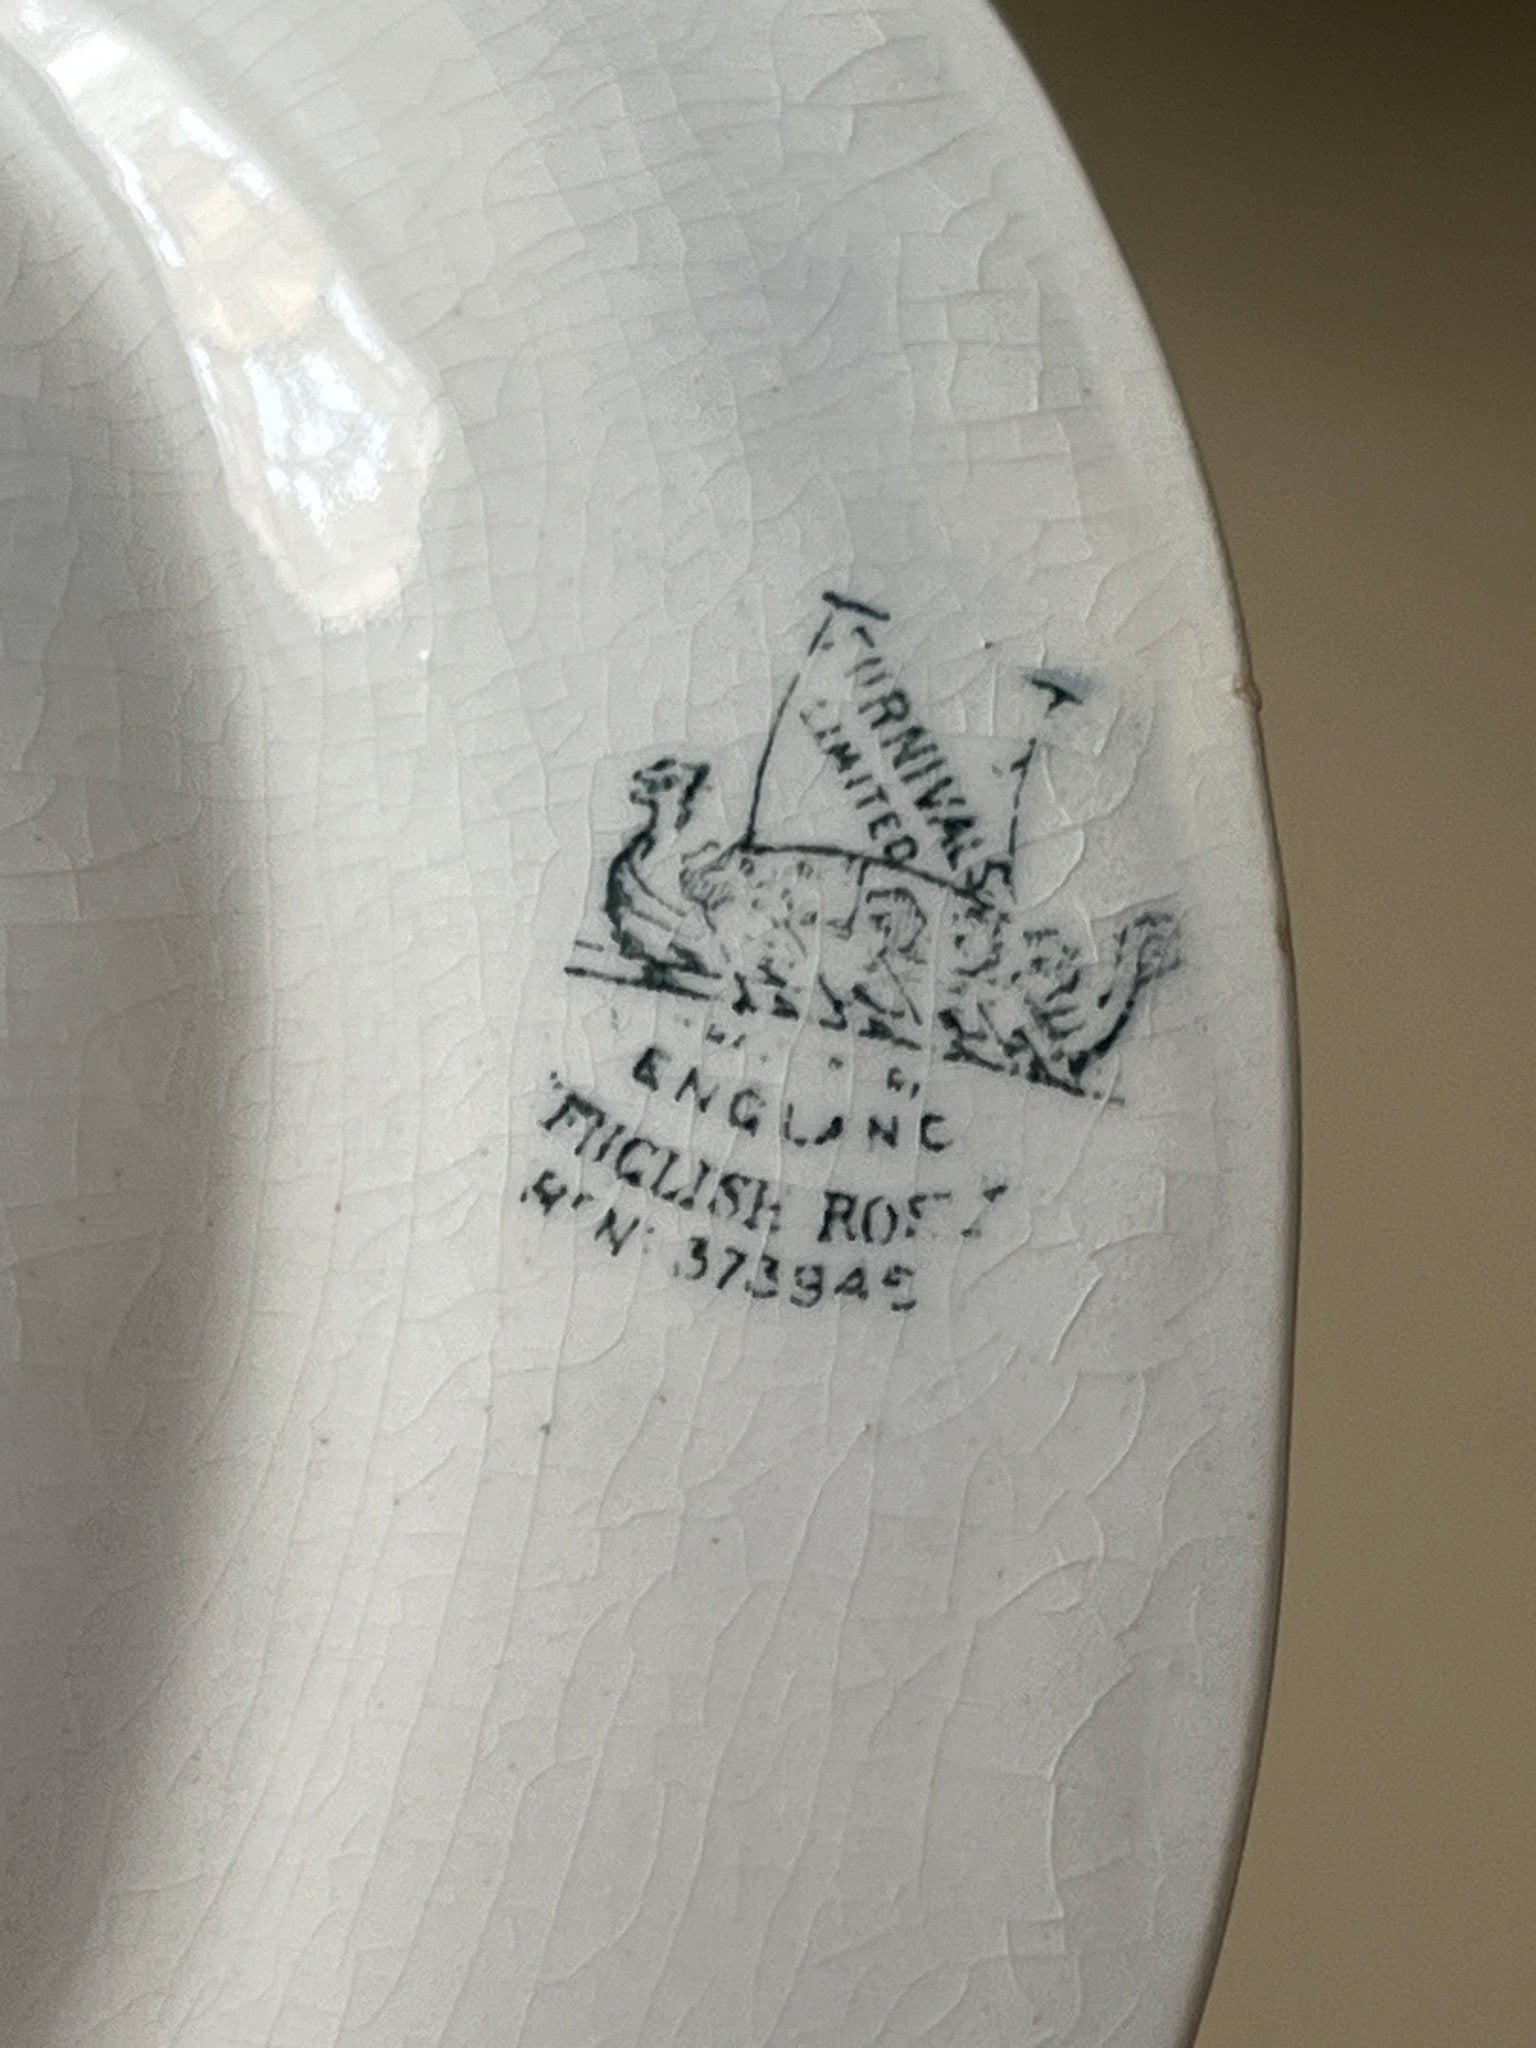 FURNIVALS
LIMITED
ENGLAND
ENGLISH ROSE
Rd No 373945